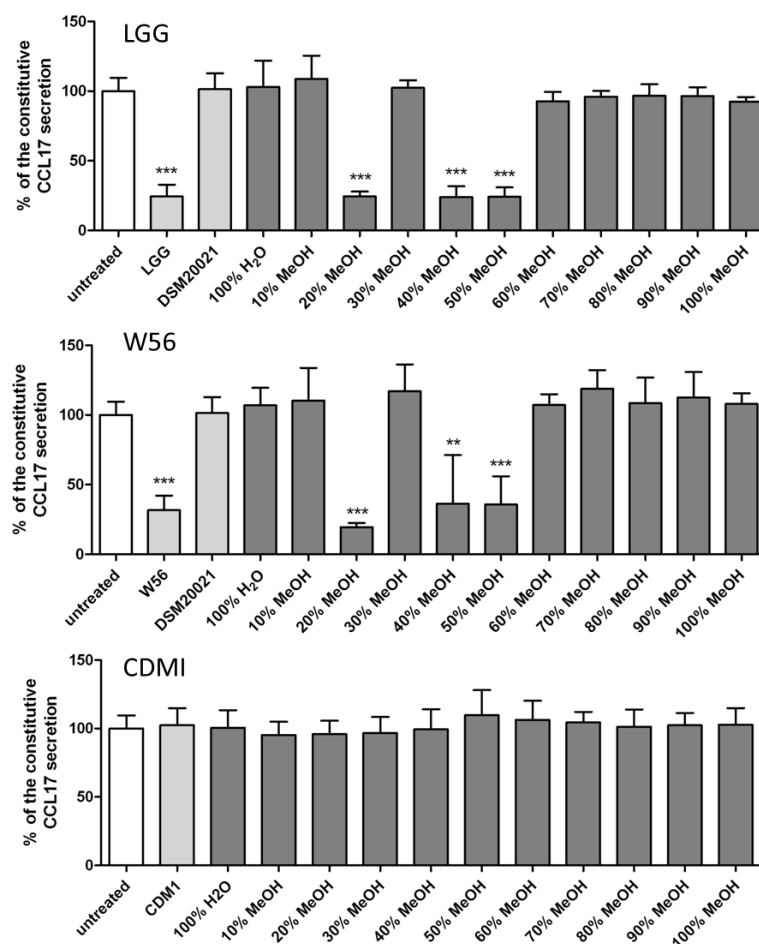 LGG
% of the constitutive
CCL17 secretion
150
100
50
0
***
***
***
***
untreated
LGG
DSM20021
100% H₂O
10% MeOH
20% MeOH
30% MeOH
40% MeOH
50% MeOH
60% MeOH
70% MeOH
80% MeOH
90% MeOH
100% MeOH
W56
% of the constitutive
CCL17 secretion
150
100
50
0
***
***
**
***
untreated
W56
DSM20021
100% H₂O
10% MeOH
20% MeOH
30% MeOH
40% MeOH
50% MeOH
60% MeOH
70% MeOH
80% MeOH
90% MeOH
100% MeOH
CDMI
% of the constitutive
CCL17 secretion
150
100
50
0
untreated
CDM1
100% H2O
10% MeOH
20% MeOH
30% MeOH
40% MeOH
50% MeOH
60% MeOH
70% MeOH
80% MeOH
90% MeOH
100% MeOH